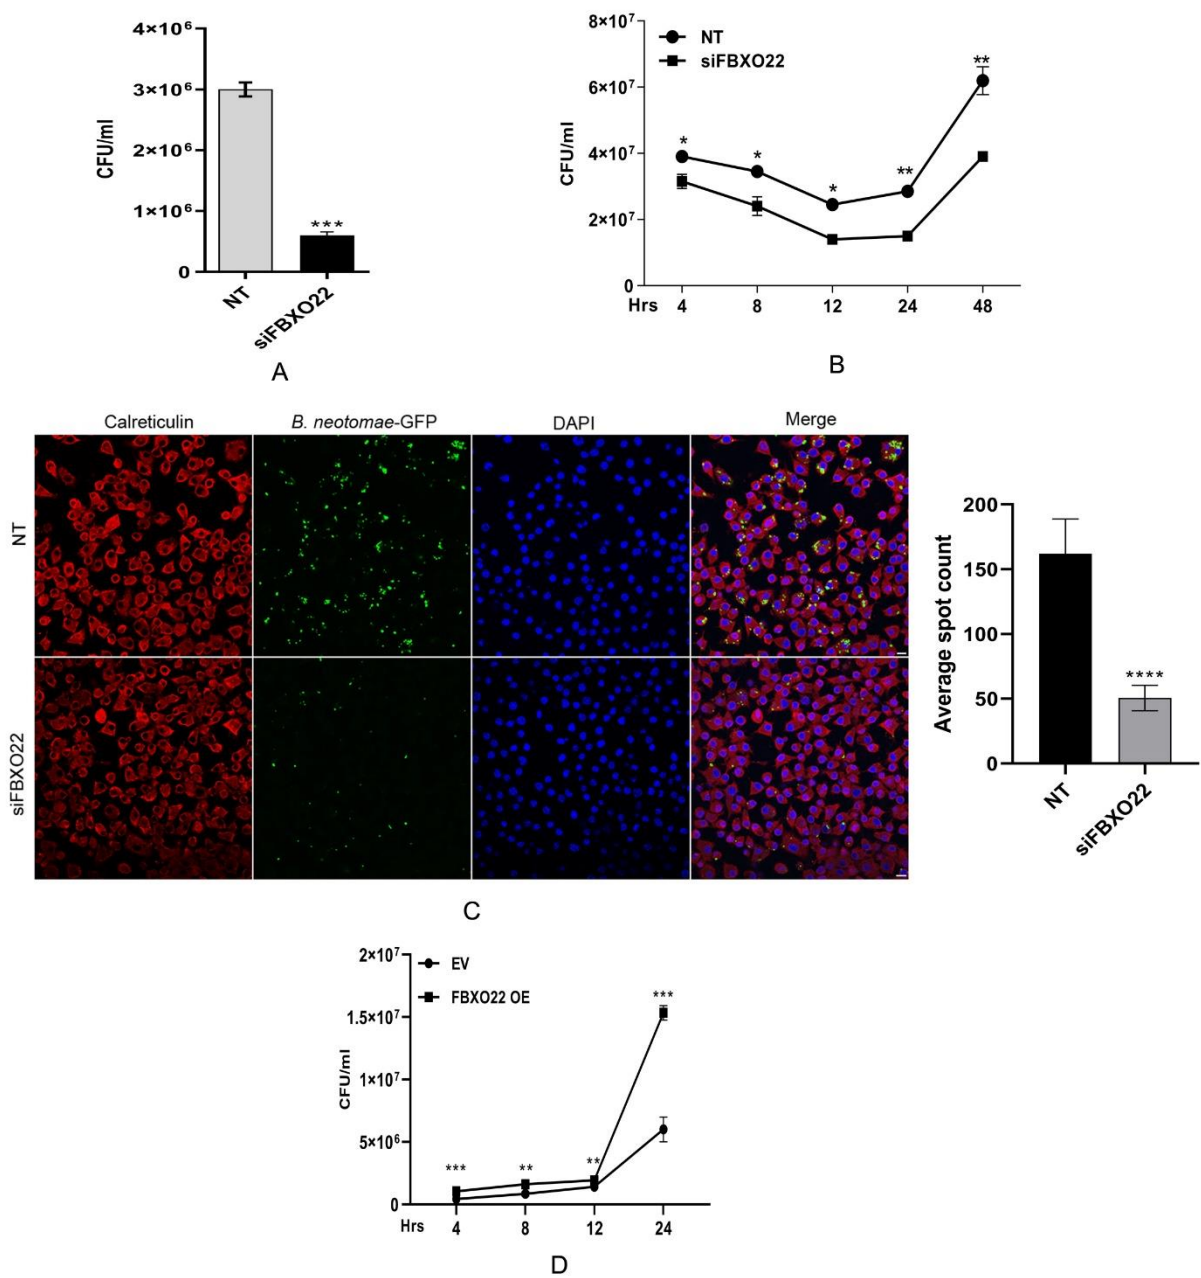 4×10⁶
3×10⁶
2×10⁶
1×10⁶
0
CFU/ml
***
NT
siFBXO22
A
8×10⁷
6×10⁷
4×10⁷
2×10⁷
0
CFU/ml
NT
siFBXO22
*
*
*
**
**
Hrs 4 8 12 24 48
B
Calreticulin B. neotomae-GFP DAPI Merge
NT
siFBXO22
C
200
150
100
50
0
Average spot count
****
NT
siFBXO22
2×10⁷
1.5×10⁷
1×10⁷
5×10⁶
0
CFU/ml
EV
FBXO22 OE
***
**
**
***
Hrs 4 8 12 24
D